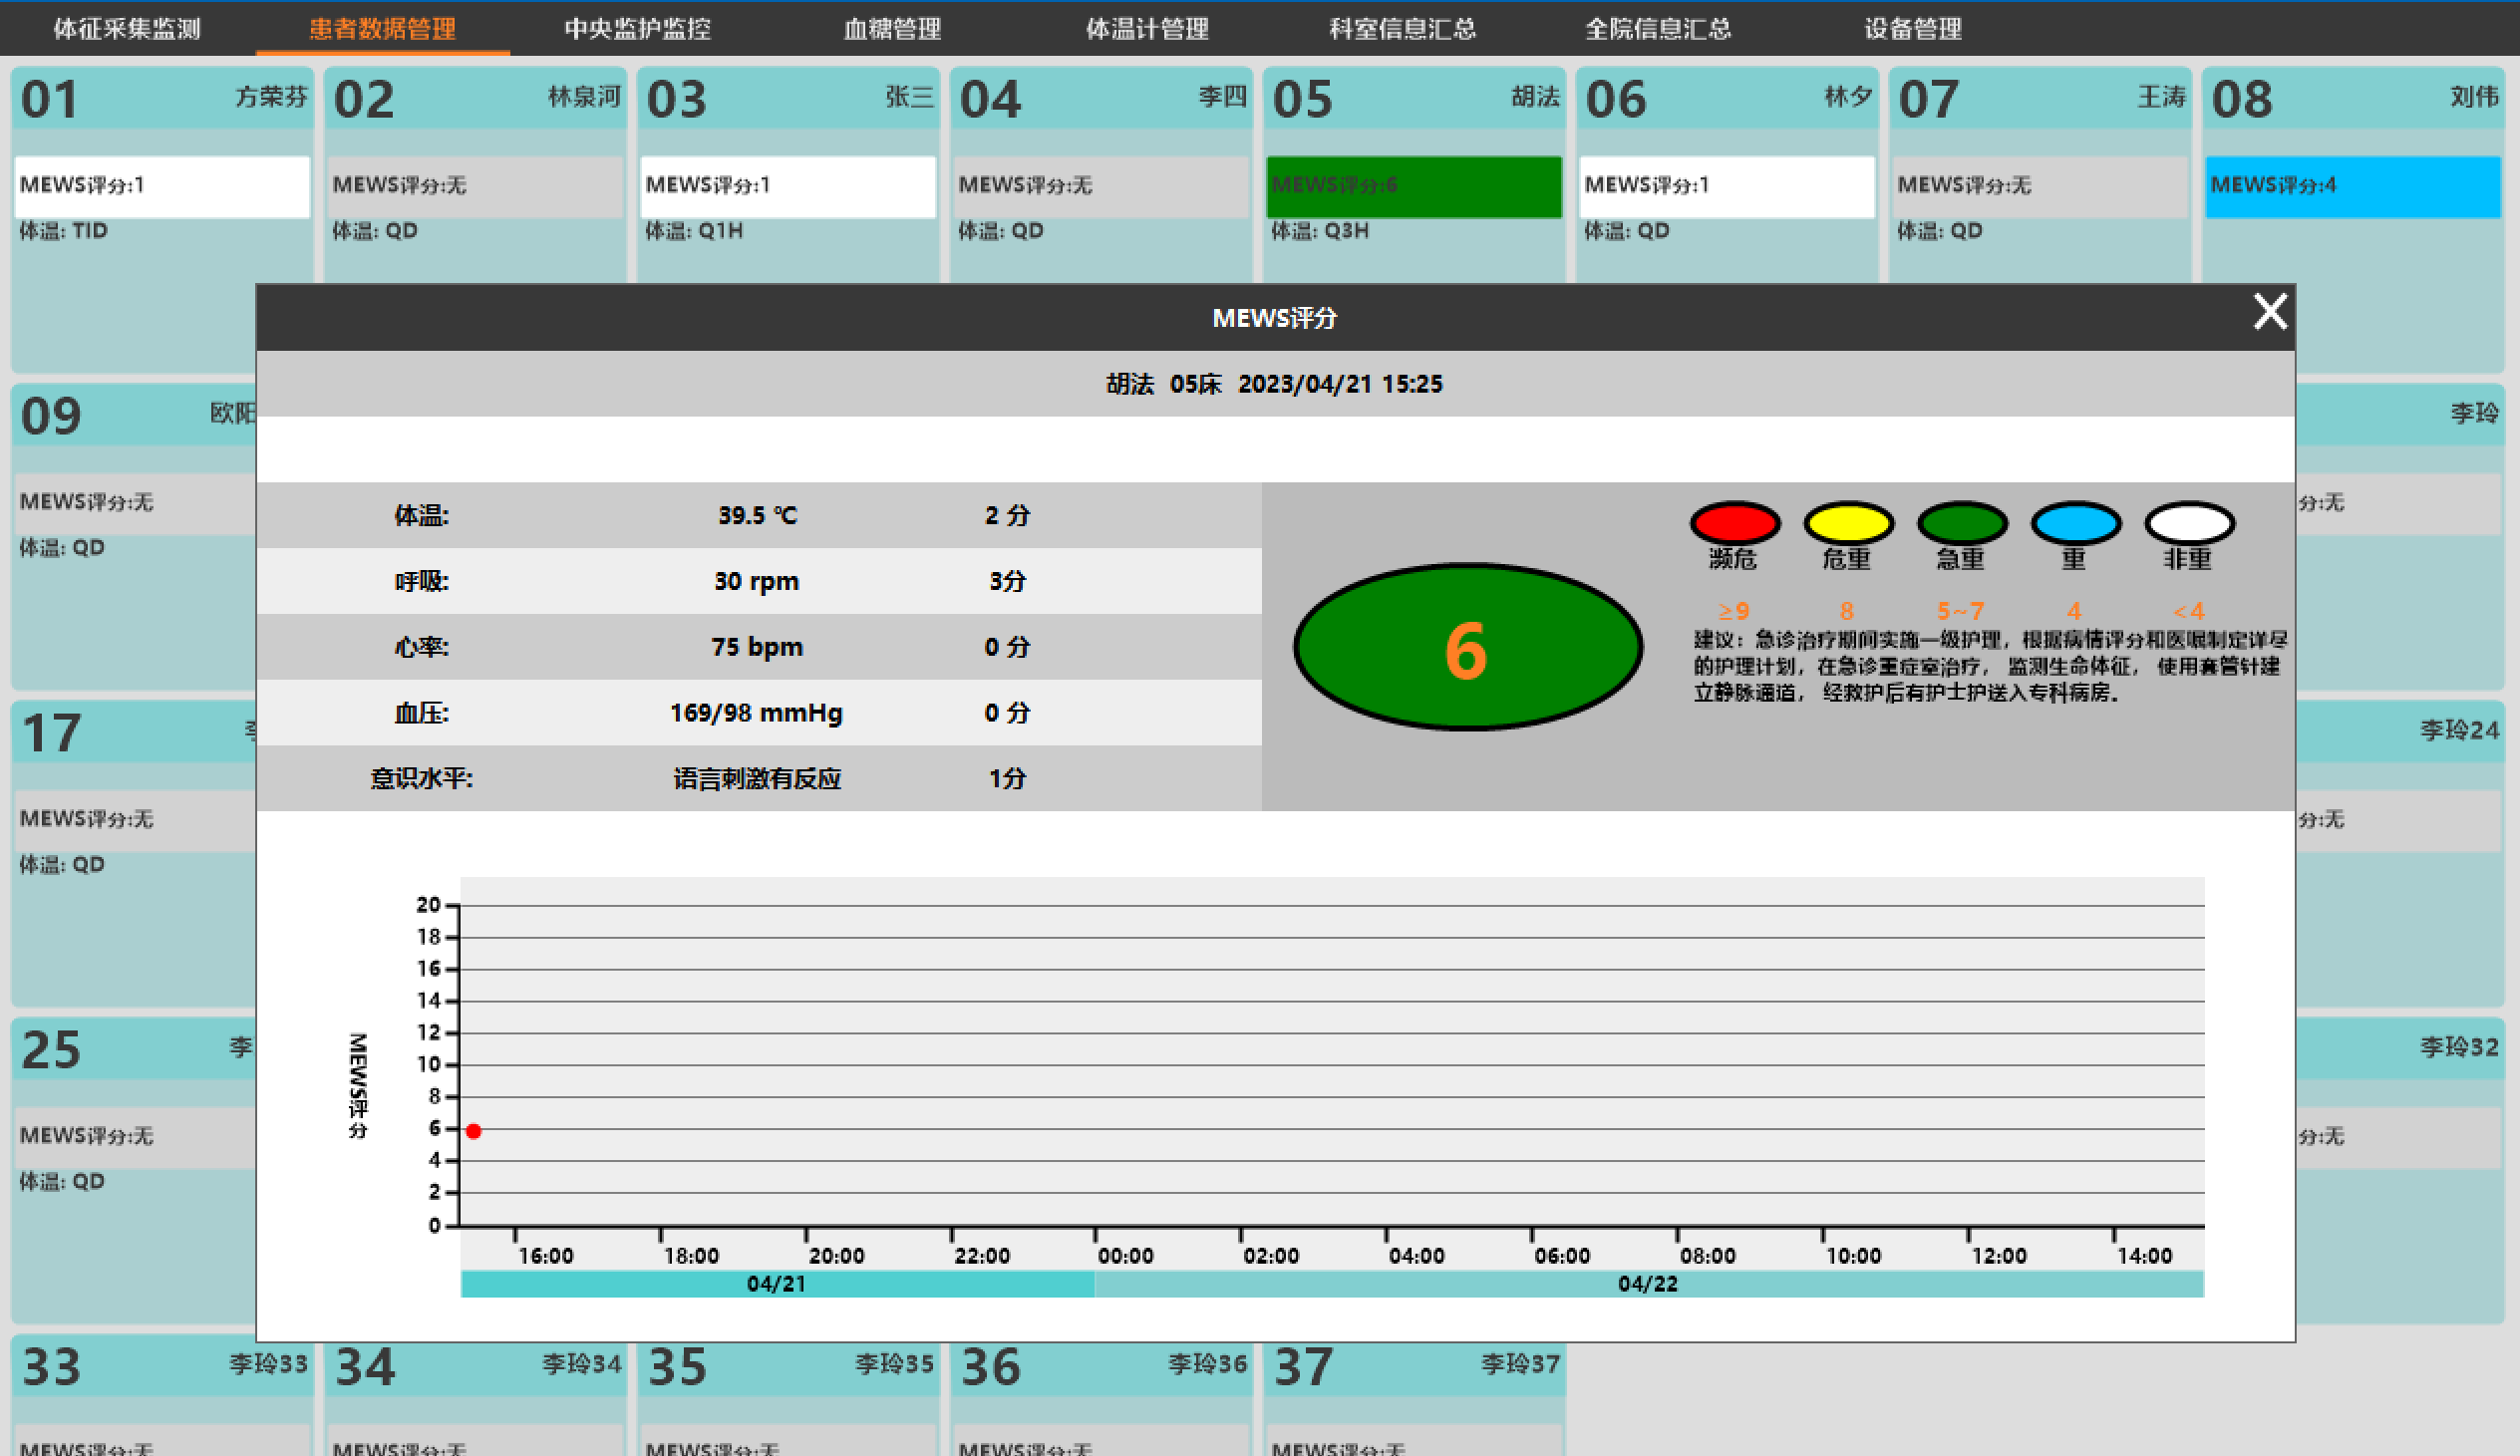 体征采集监测 患者数据管理 中央监护监控 血糖管理 体温计管理 科室信息汇总 全院信息汇总 设备管理
01 方荣芬 02 林泉河 03 张三 04 李四 05 胡法 06 林夕 07 王涛 08 刘伟
MEWS评分:1 MEWS评分:无 MEWS评分:1 MEWS评分:无 MEWS评分:6 MEWS评分:1 MEWS评分:无 MEWS评分:4
体温: TID 体温: QD 体温: Q1H 体温: QD 体温: Q3H 体温: QD 体温: QD
MEWS评分
胡法 05床 2023/04/21 15:25
09 欧阳 李玲
MEWS评分:无 分:无
体温: QD
体温: 39.5 ℃ 2 分
呼吸: 30 rpm 3分
心率: 75 bpm 0 分
血压: 169/98 mmHg 0 分
意识水平: 语言刺激有反应 1分
6
濒危 危重 急重 重 非重
≥9 8 5~7 4 <4
建议：急诊治疗期间实施一级护理，根据病情评分和医嘱制定详尽
的护理计划，在急诊重症室治疗， 监测生命体征， 使用套管针建
立静脉通道， 经救护后有护士护送入专科病房。
17 李玲24
MEWS评分:无 分:无
体温: QD
25 李 李玲32
MEWS评分:无 分:无
体温: QD
MEWS评分
20
18
16
14
12
10
8
6
4
2
0
16:00 18:00 20:00 22:00 00:00 02:00 04:00 06:00 08:00 10:00 12:00 14:00
04/21 04/22
33 李玲33 34 李玲34 35 李玲35 36 李玲36 37 李玲37
MEWS评分:无 MEWS评分:无 MEWS评分:无 MEWS评分:无 MEWS评分:无